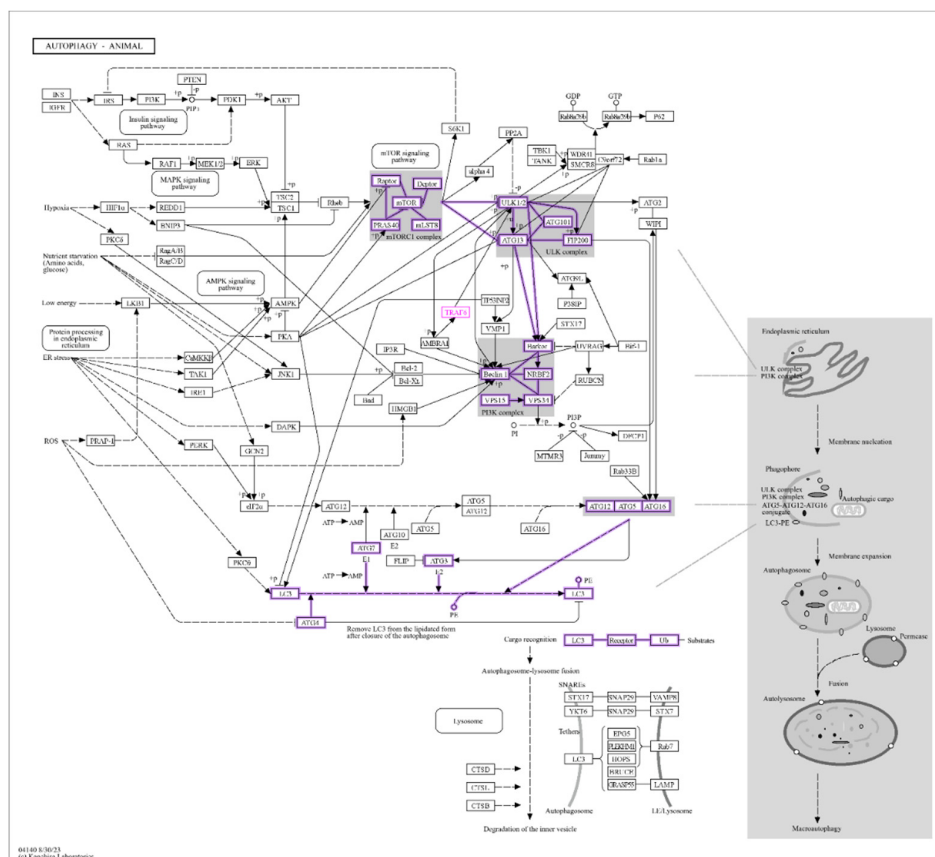 AUTOPHAGY - ANIMAL
INS
IGFR
IRS
PI3K
PTEN
PIP3
PDK1
AKT
+p
Insulin signaling
pathway
RAS
RAF1
MEK1/2
ERK
MAPK signaling
pathway
TSC2
TSC1
Rheb
mTOR signaling
pathway
Raptor
Deptor
mTOR
PRAS40
mLST8
mTORC1 complex
S6K1
alpha 4
PP2A
GDP
GTP
Rab8a/39b
Rab8a/39b
P62
TBK1
TANK
WDR41
SMCR8
C9orf72
Rab1a
ULK1/2
ATG101
ATG13
FIP200
ULK complex
ATG2
WIPI
Hypoxia
HIF1α
REDD1
BNIP3
PKCδ
Nutrient starvation
(Amino acids,
glucose)
RagA/B
RagC/D
AMPK signaling
pathway
Low energy
LKB1
AMPK
PKA
Protein processing
in endoplasmic
reticulum
ER stress
CaMKKβ
TAK1
IRE1
JNK1
DAPK
ROS
PRAP-1
PERK
GCN2
eIF2α
PKCθ
IP3R
Bcl-2
Bcl-XL
Bad
HMGB1
TRAF6
AMBRA1
TP53INP2
VMP1
ATG9L
P38IP
STX17
Barkor
UVRAG
Bif-1
Beclin 1
NRBF2
RUBCN
VPS15
VPS34
PI3K complex
PI
PI3P
MTMR3
Jummy
DFCP1
Rab33B
ATG12
ATG5
ATG12
ATG12
ATG5
ATG16
ATP
AMP
ATG7
E1
ATG10
E2
ATG5
ATG16
FLIP
ATG3
E2
ATP
AMP
LC3
PE
PE
LC3
ATG4
Remove LC3 from the lipidated form
after closure of the autophagosome
Cargo recognition
LC3
Receptor
Ub
Substrates
Autophagosome-lysosome fusion
Lysosome
CTSD
CTSL
CTSB
Degradation of the inner vesicle
SNAREs
STX17
SNAP29
VAMP8
YKT6
SNAP29
STX7
Tethers
LC3
EPG5
PLEKHM1
HOPS
BRUCE
GRASP55
Rab7
LAMP
Autophagosome
LE/Lysosome
Endoplasmic reticulum
ULK complex
PI3K complex
Membrane nucleation
Phagophore
ULK complex
PI3K complex
ATG5-ATG12-ATG16
conjugate
LC3-PE
Autophagic cargo
Membrane expansion
Autophagosome
Lysosome
Permease
Fusion
Autolysosome
Macroautophagy
04140 8/30/23
(c) Kanehisa Laboratories